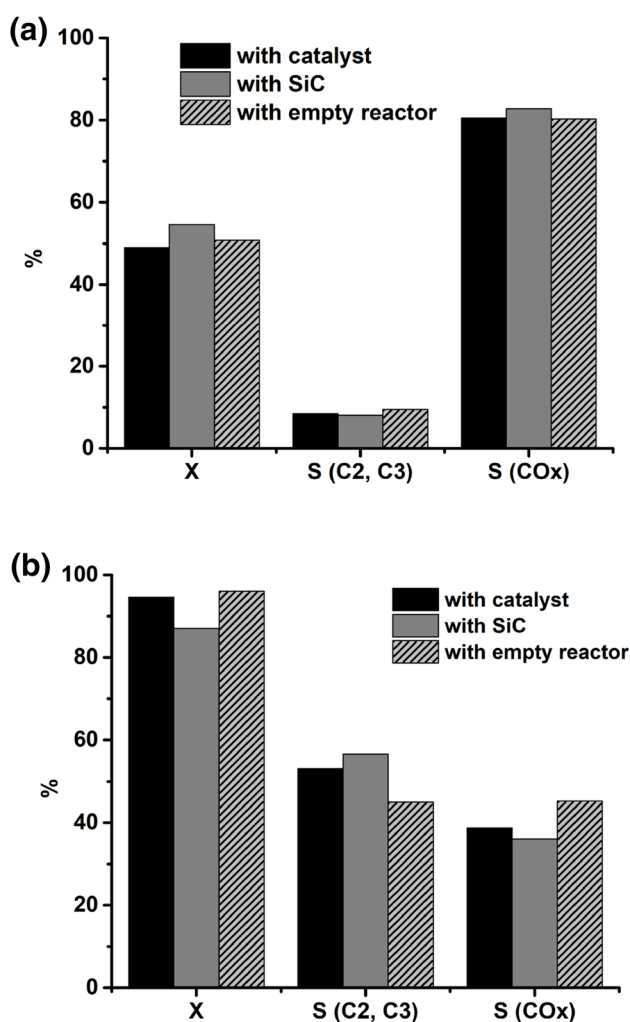 (a)
100
80
60
40
20
0
%
with catalyst
with SiC
with empty reactor
X
S (C2, C3)
S (COx)
(b)
100
80
60
40
20
0
%
with catalyst
with SiC
with empty reactor
X
S (C2, C3)
S (COx)